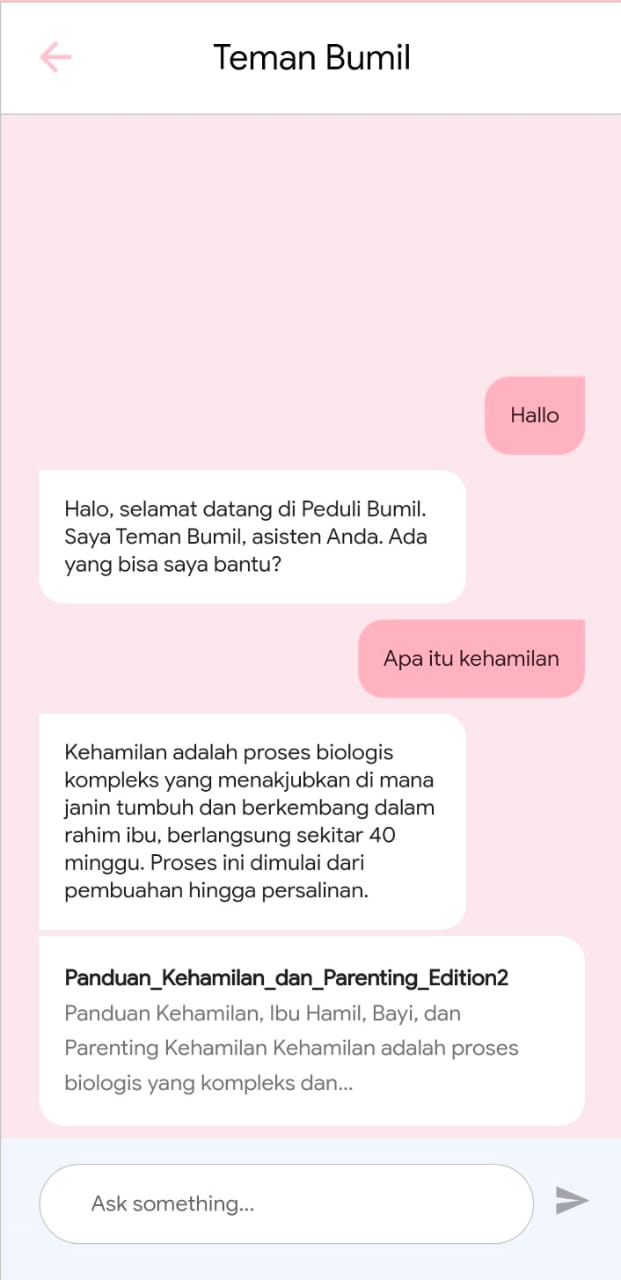 Teman Bumil
Hallo
Halo, selamat datang di Peduli Bumil.
Saya Teman Bumil, asisten Anda. Ada
yang bisa saya bantu?
Apa itu kehamilan
Kehamilan adalah proses biologis
kompleks yang menakjubkan di mana
janin tumbuh dan berkembang dalam
rahim ibu, berlangsung sekitar 40
minggu. Proses ini dimulai dari
pembuahan hingga persalinan.
Panduan_Kehamilan_dan_Parenting_Edition2
Panduan Kehamilan, Ibu Hamil, Bayi, dan
Parenting Kehamilan Kehamilan adalah proses
biologis yang kompleks dan...
Ask something...